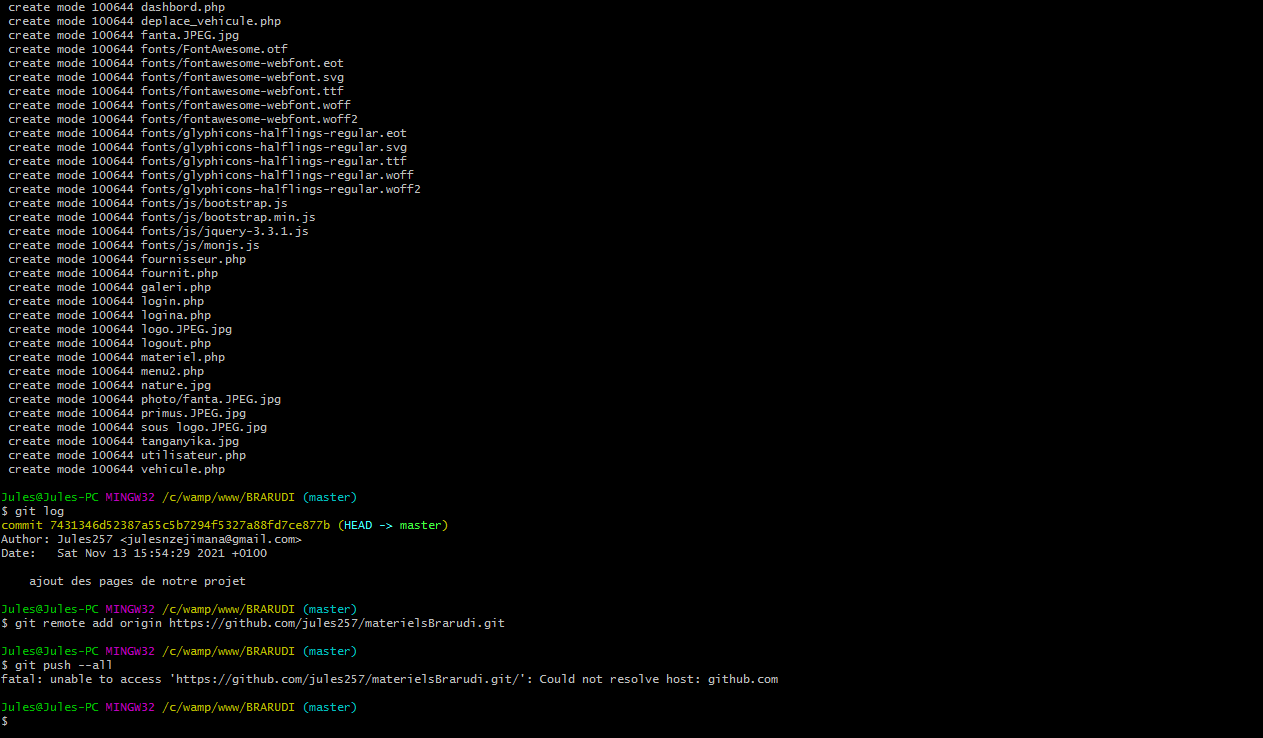 create mode 100644 dashbord.php
create mode 100644 deplace_vehicule.php
create mode 100644 fanta.JPEG.jpg
create mode 100644 fonts/FontAwesome.otf
create mode 100644 fonts/fontawesome-webfont.eot
create mode 100644 fonts/fontawesome-webfont.svg
create mode 100644 fonts/fontawesome-webfont.ttf
create mode 100644 fonts/fontawesome-webfont.woff
create mode 100644 fonts/fontawesome-webfont.woff2
create mode 100644 fonts/glyphicons-halflings-regular.eot
create mode 100644 fonts/glyphicons-halflings-regular.svg
create mode 100644 fonts/glyphicons-halflings-regular.ttf
create mode 100644 fonts/glyphicons-halflings-regular.woff
create mode 100644 fonts/glyphicons-halflings-regular.woff2
create mode 100644 fonts/js/bootstrap.js
create mode 100644 fonts/js/bootstrap.min.js
create mode 100644 fonts/js/jquery-3.3.1.js
create mode 100644 fonts/js/monjs.js
create mode 100644 fournisseur.php
create mode 100644 fournit.php
create mode 100644 galeri.php
create mode 100644 login.php
create mode 100644 logina.php
create mode 100644 logo.JPEG.jpg
create mode 100644 logout.php
create mode 100644 materiel.php
create mode 100644 menu2.php
create mode 100644 nature.jpg
create mode 100644 photo/fanta.JPEG.jpg
create mode 100644 primus.JPEG.jpg
create mode 100644 sous logo.JPEG.jpg
create mode 100644 tanganyika.jpg
create mode 100644 utilisateur.php
create mode 100644 vehicule.php
Jules@Jules-PC MINGW32 /c/wamp/www/BRARUDI (master)
$ git log
commit 7431346d52387a55c5b7294f5327a88fd7ce877b (HEAD -> master)
Author: Jules257 <julesnzejimana@gmail.com>
Date:   Sat Nov 13 15:54:29 2021 +0100
ajout des pages de notre projet
Jules@Jules-PC MINGW32 /c/wamp/www/BRARUDI (master)
$ git remote add origin https://github.com/jules257/materielsBrarudi.git
Jules@Jules-PC MINGW32 /c/wamp/www/BRARUDI (master)
$ git push --all
fatal: unable to access 'https://github.com/jules257/materielsBrarudi.git/': Could not resolve host: github.com
Jules@Jules-PC MINGW32 /c/wamp/www/BRARUDI (master)
$